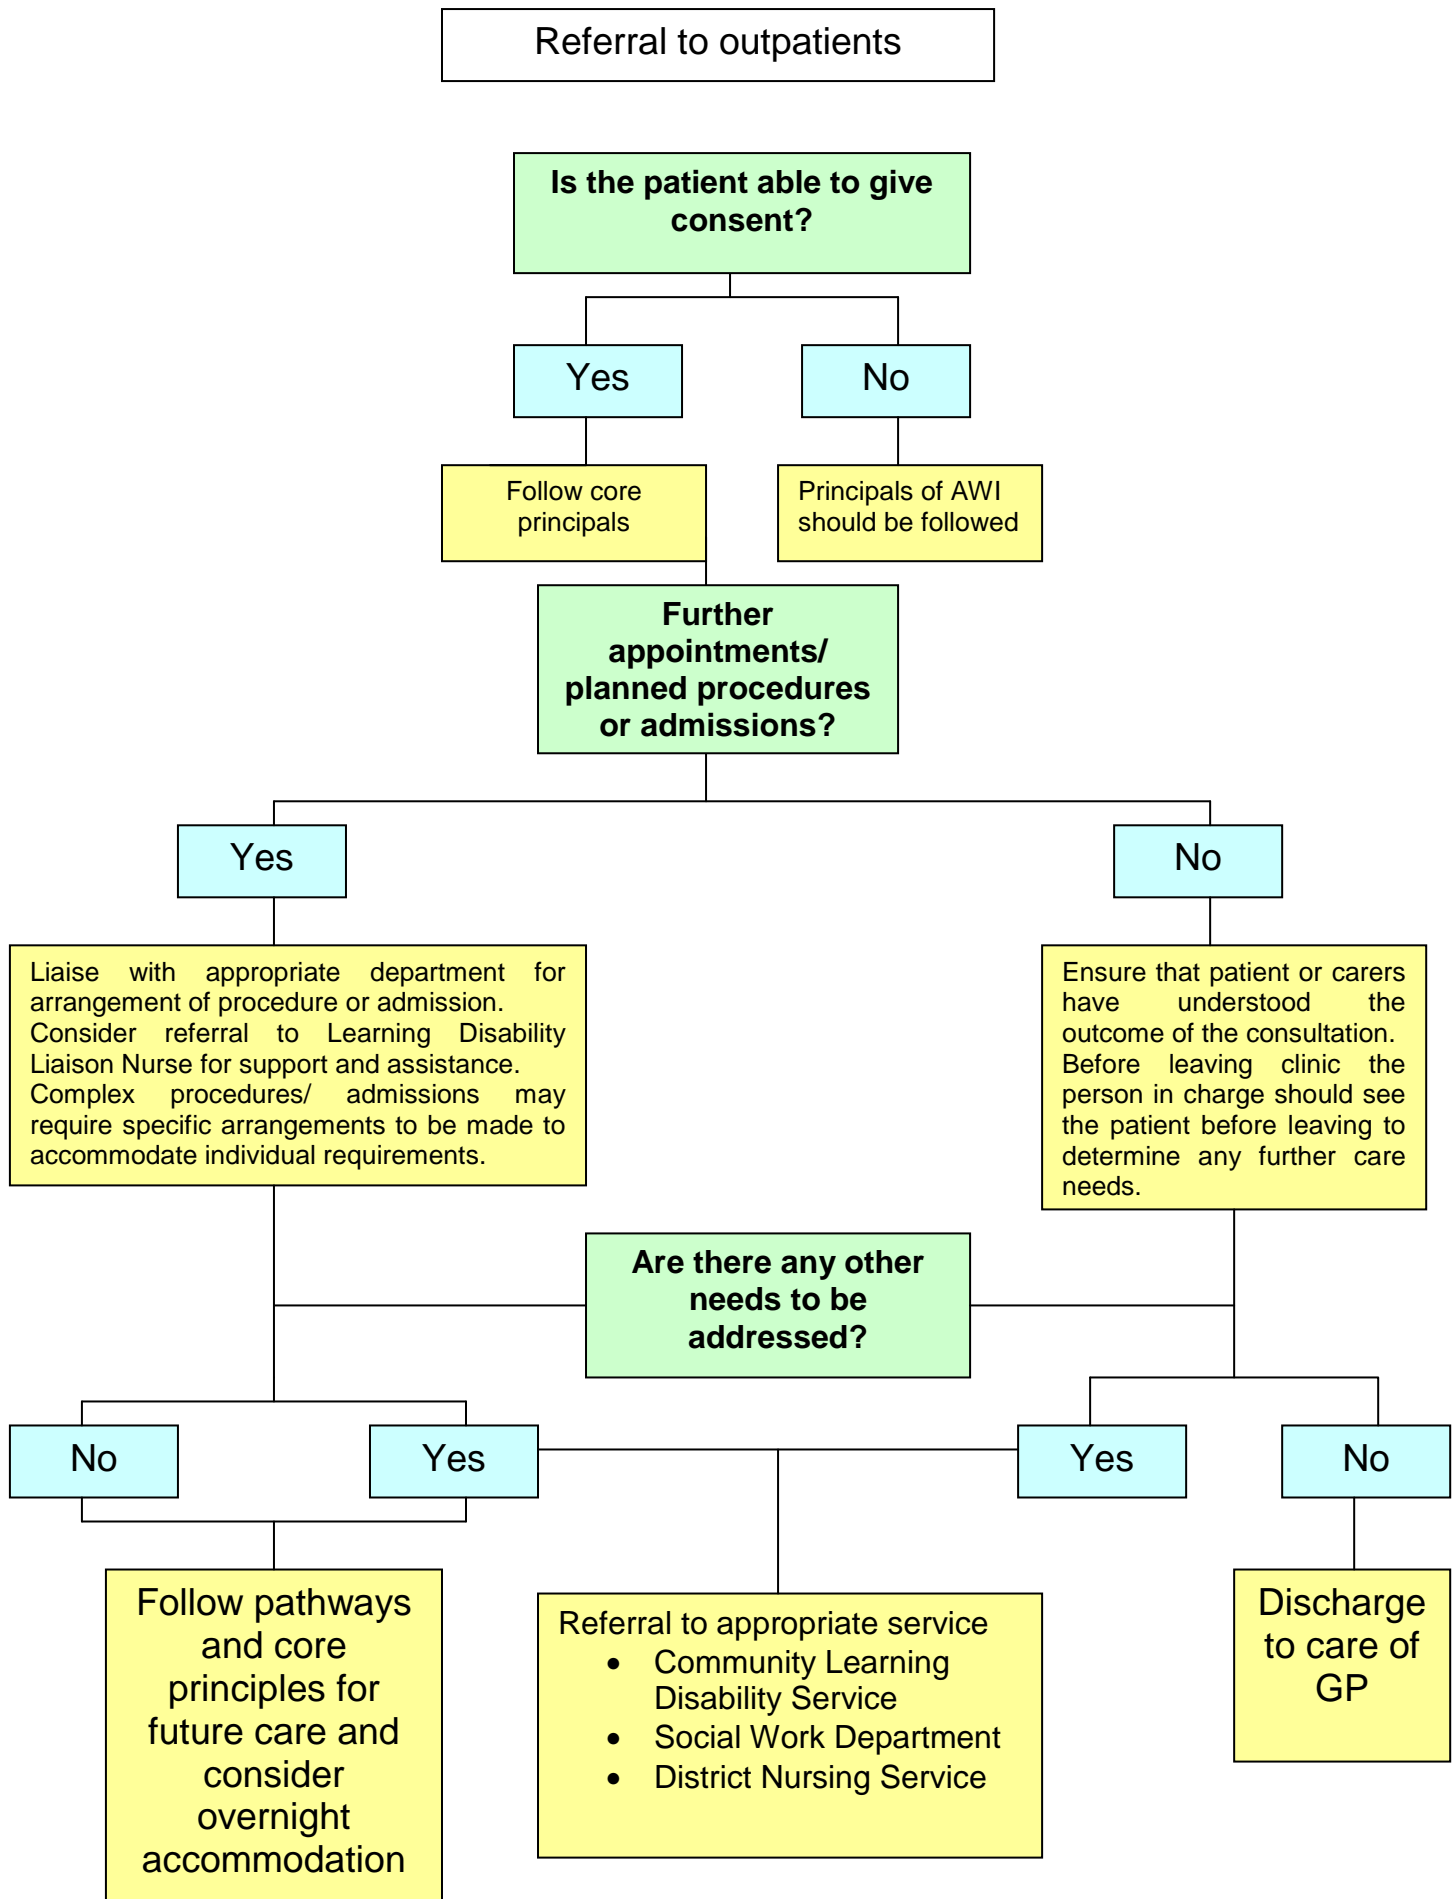 Referral to outpatients
Is the patient able to give
consent?
Yes
No
Follow core
principals
Principals of AWI
should be followed
Further
appointments/
planned procedures
or admissions?
Yes
No
Liaise with appropriate department for
arrangement of procedure or admission.
Consider referral to Learning Disability
Liaison Nurse for support and assistance.
Complex procedures/ admissions may
require specific arrangements to be made to
accommodate individual requirements.
Ensure that patient or carers
have understood the
outcome of the consultation.
Before leaving clinic the
person in charge should see
the patient before leaving to
determine any further care
needs.
Are there any other
needs to be
addressed?
No
Yes
Yes
No
Follow pathways
and core
principles for
future care and
consider
overnight
accommodation
Referral to appropriate service
• Community Learning
Disability Service
• Social Work Department
• District Nursing Service
Discharge
to care of
GP